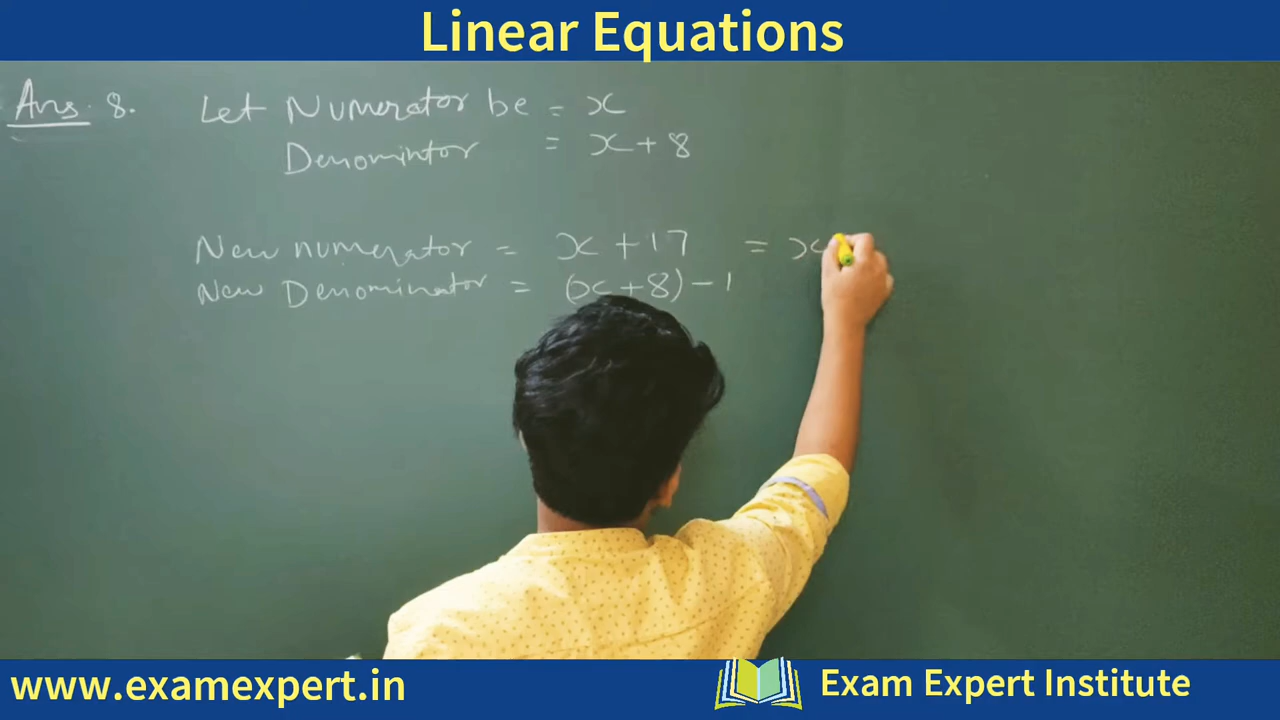 Linear Equations
Ans. 8. Let Numerator be = x
Denomintor = x + 8
New numerator = x + 17 = x
New Denominator = (x + 8) - 1
www.examexpert.in
Exam Expert Institute